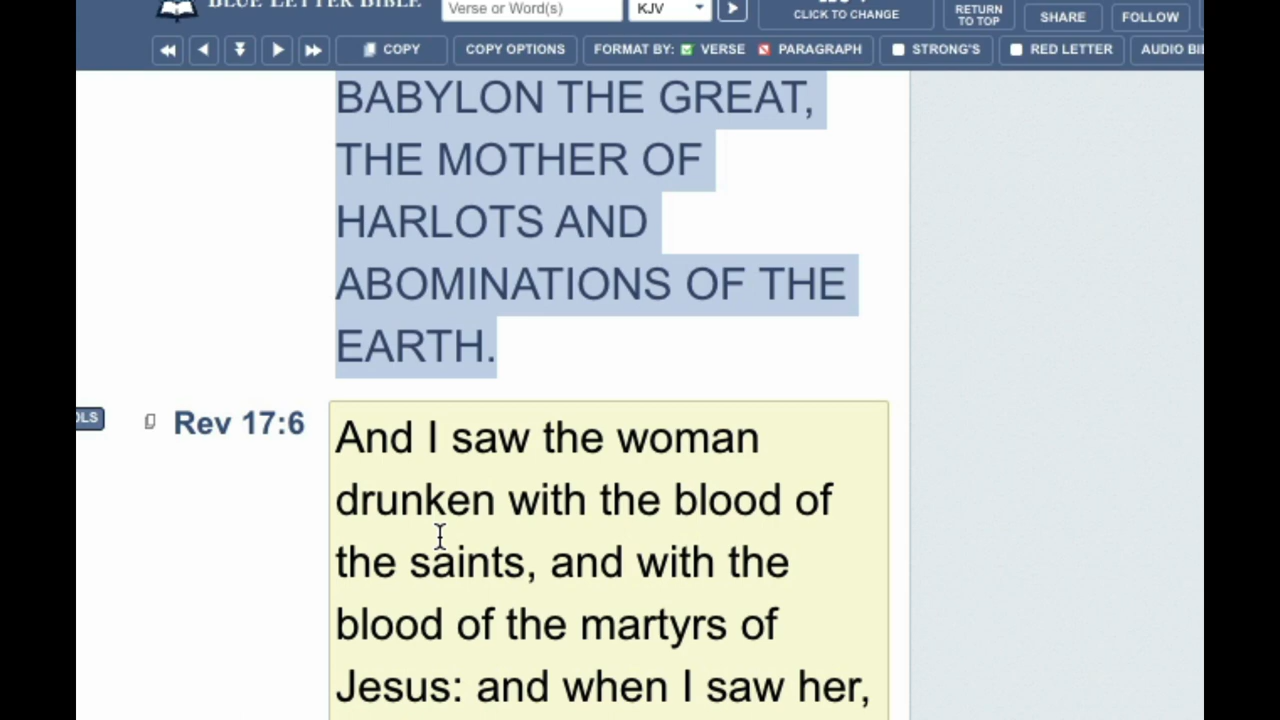 BLUE LETTER BIBLE
Verse or Word(s)
KJV
CLICK TO CHANGE
RETURN
TO TOP
SHARE
FOLLOW
COPY
COPY OPTIONS
FORMAT BY: VERSE PARAGRAPH
STRONG'S
RED LETTER
AUDIO BI
BABYLON THE GREAT,
THE MOTHER OF
HARLOTS AND
ABOMINATIONS OF THE
EARTH.
OLS
Rev 17:6
And I saw the woman
drunken with the blood of
the saints, and with the
blood of the martyrs of
Jesus: and when I saw her,